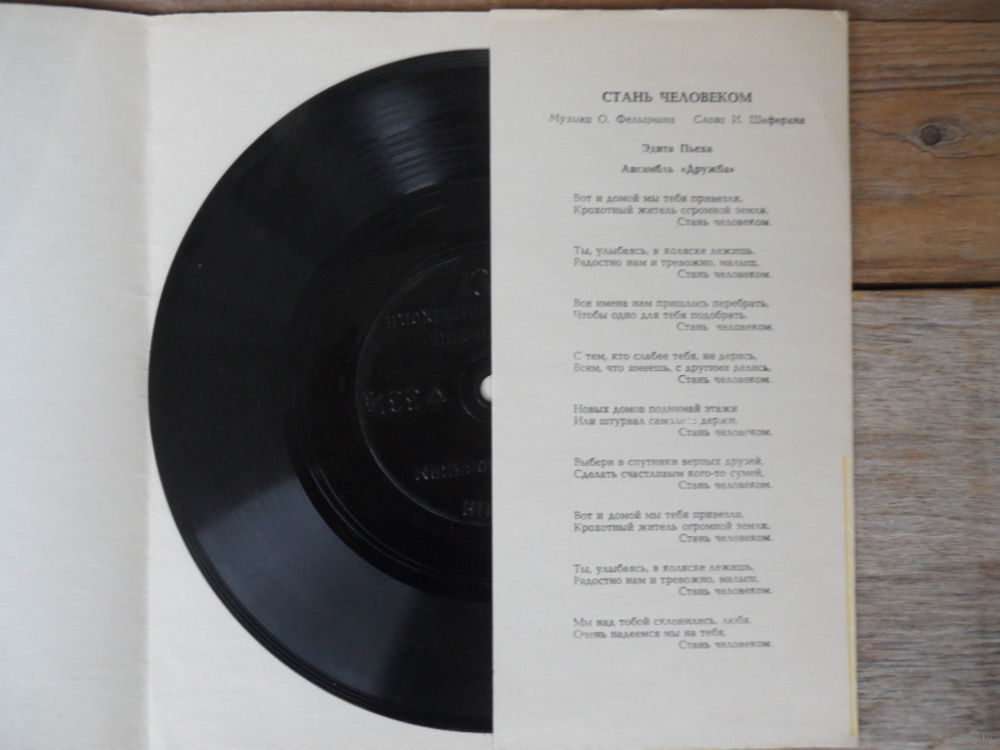 СТАНЬ ЧЕЛОВЕКОМ
Музыка О. Фельцмана Слова И. Шаферана
Эдита Пьеха
Ансамбль «Дружба»
Вот и домой мы тебя привезли,
Крохотный житель огромной земли,
Стань человеком.
Ты, улыбаясь, в коляске лежишь.
Радостно нам и тревожно, малыш,
Стань человеком.
Все имена нам пришлось перебрать,
Чтобы одно для тебя подобрать.
Стань человеком.
С тем, кто слабее тебя, не дерись,
Всем, что имеешь, с другими делись,
Стань человеком.
Новых домов поднимай этажи
Или штурвал самолета держи,
Стань человеком.
Выбери в спутники верных друзей,
Сделать счастливым кого-то сумей,
Стань человеком.
Вот и домой мы тебя привезли,
Крохотный житель огромной земли,
Стань человеком.
Ты, улыбаясь, в коляске лежишь,
Радостно нам и тревожно, малыш,
Стань человеком.
Мы над тобой склонились, любя.
Очень надеемся мы на тебя,
Стань человеком.
33